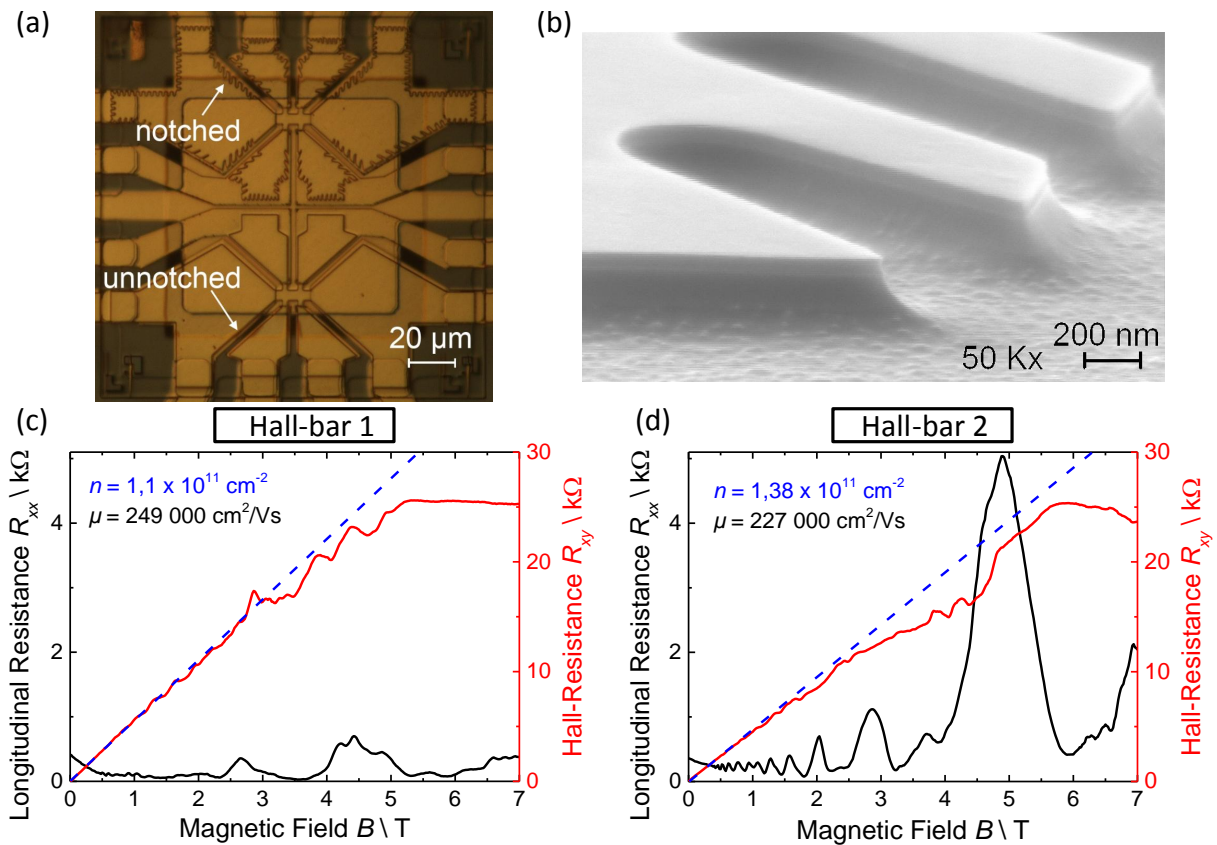 (a)
notched
unnotched
20 µm
(b)
50 Kx
200 nm
(c)
Hall-bar 1
n = 1,1 x 10¹¹ cm⁻²
µ = 249 000 cm²/Vs
Longitudinal Resistance Rxx \ kΩ
4
2
0
0 1 2 3 4 5 6 7
Magnetic Field B \ T
30
20
10
0
Hall-Resistance Rxy \ kΩ
(d)
Hall-bar 2
n = 1,38 x 10¹¹ cm⁻²
µ = 227 000 cm²/Vs
Longitudinal Resistance Rxx \ kΩ
4
2
0
0 1 2 3 4 5 6 7
Magnetic Field B \ T
30
20
10
0
Hall-Resistance Rxy \ kΩ